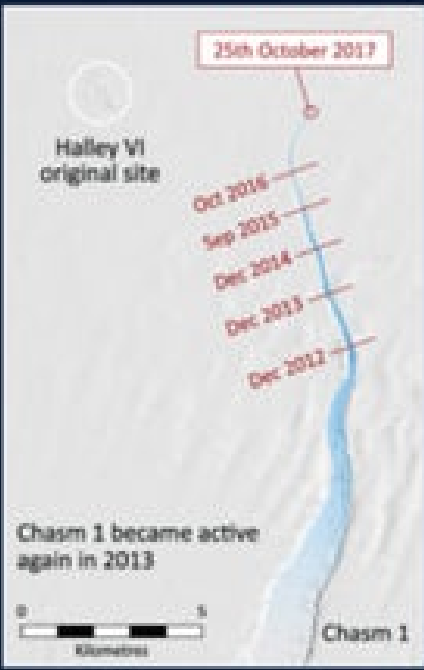 25th October 2017
Halley VI
original site
Oct 2016
Sep 2015
Dec 2014
Dec 2013
Dec 2012
Chasm 1 became active
again in 2013
0 5
Kilometres
Chasm 1